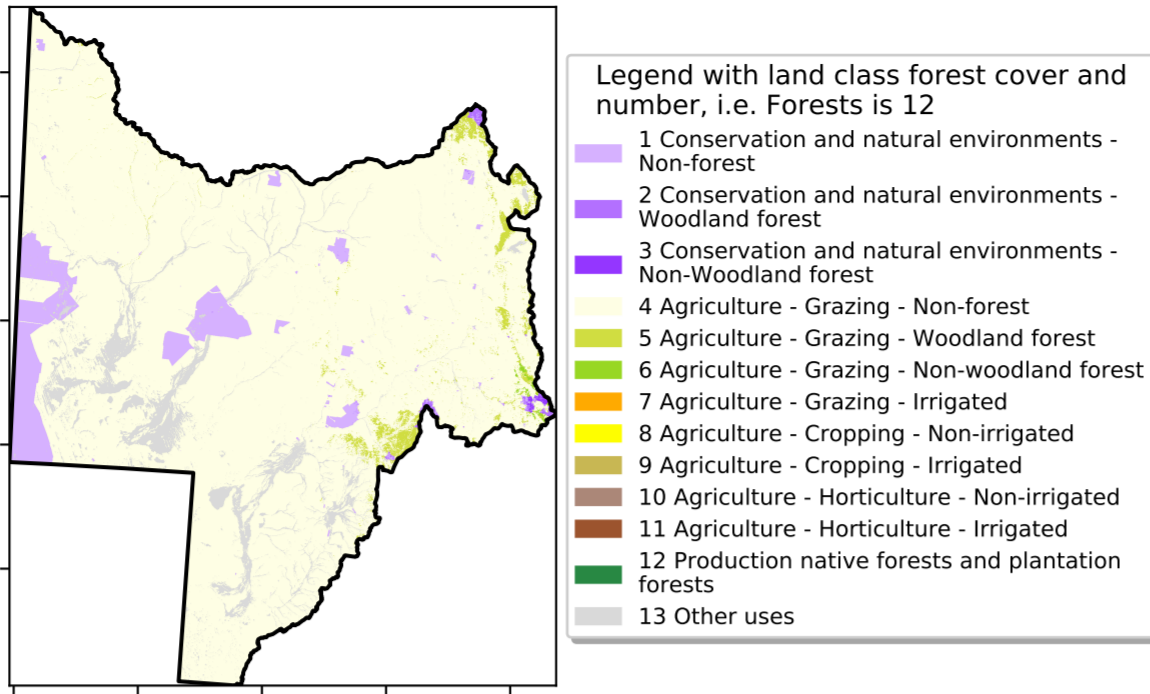 Legend with land class forest cover and
number, i.e. Forests is 12
1 Conservation and natural environments -
Non-forest
2 Conservation and natural environments -
Woodland forest
3 Conservation and natural environments -
Non-Woodland forest
4 Agriculture - Grazing - Non-forest
5 Agriculture - Grazing - Woodland forest
6 Agriculture - Grazing - Non-woodland forest
7 Agriculture - Grazing - Irrigated
8 Agriculture - Cropping - Non-irrigated
9 Agriculture - Cropping - Irrigated
10 Agriculture - Horticulture - Non-irrigated
11 Agriculture - Horticulture - Irrigated
12 Production native forests and plantation
forests
13 Other uses